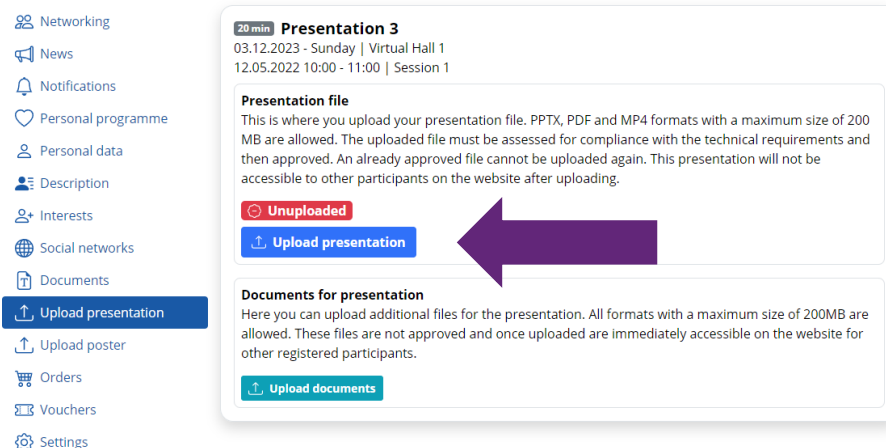 Networking
News
Notifications
Personal programme
Personal data
Description
Interests
Social networks
Documents
Upload presentation
Upload poster
Orders
Vouchers
Settings
20 min Presentation 3
03.12.2023 - Sunday | Virtual Hall 1
12.05.2022 10:00 - 11:00 | Session 1
Presentation file
This is where you upload your presentation file. PPTX, PDF and MP4 formats with a maximum size of 200
MB are allowed. The uploaded file must be assessed for compliance with the technical requirements and
then approved. An already approved file cannot be uploaded again. This presentation will not be
accessible to other participants on the website after uploading.
Unuploaded
Upload presentation
Documents for presentation
Here you can upload additional files for the presentation. All formats with a maximum size of 200MB are
allowed. These files are not approved and once uploaded are immediately accessible on the website for
other registered participants.
Upload documents